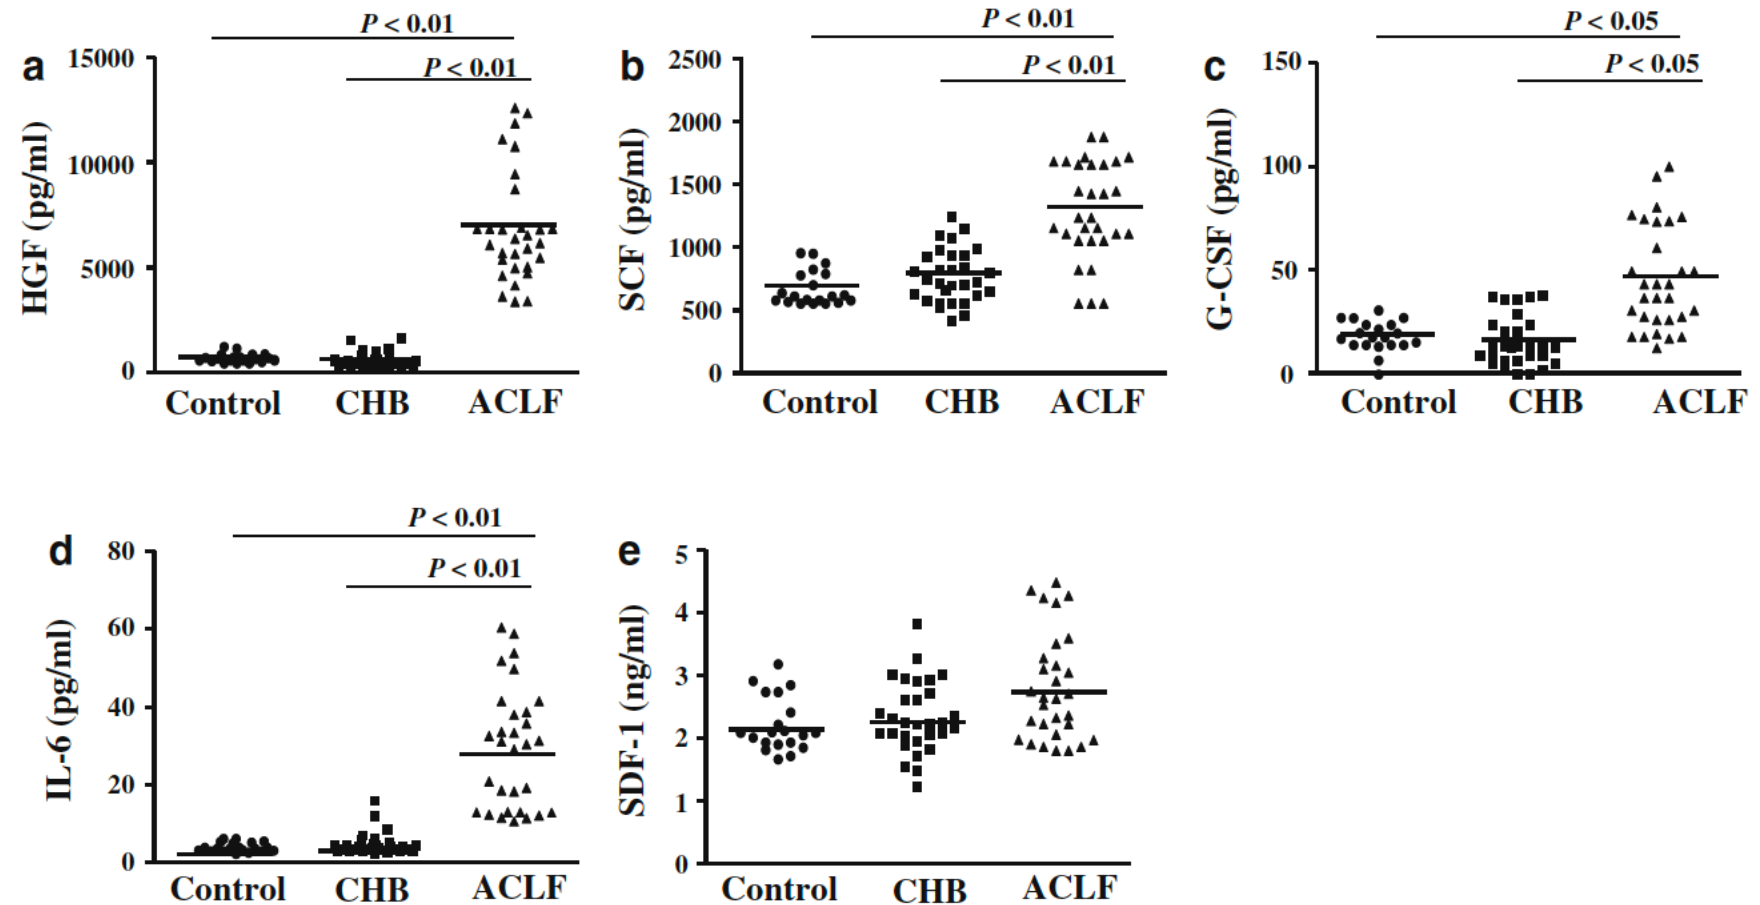 a
P < 0.01
P < 0.01
HGF (pg/ml)
15000
10000
5000
0
Control CHB ACLF
b
P < 0.01
P < 0.01
SCF (pg/ml)
2500
2000
1500
1000
500
0
Control CHB ACLF
c
P < 0.05
P < 0.05
G-CSF (pg/ml)
150
100
50
0
Control CHB ACLF
d
P < 0.01
P < 0.01
IL-6 (pg/ml)
80
60
40
20
0
Control CHB ACLF
e
SDF-1 (ng/ml)
5
4
3
2
1
0
Control CHB ACLF